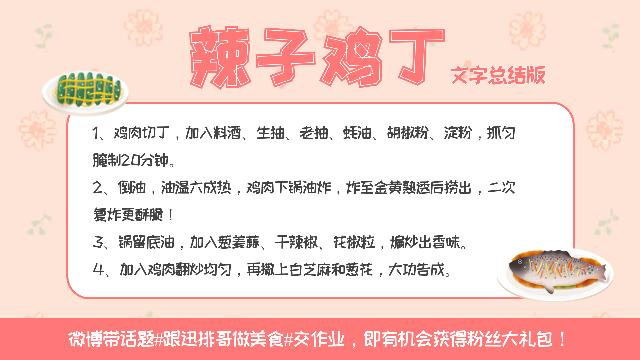 辣子鸡丁
文字总结版
1、鸡肉切丁，加入料酒、生抽、老抽、蚝油、胡椒粉、淀粉，抓匀
腌制20分钟。
2、倒油，油温六成热，鸡肉下锅油炸，炸至金黄熟透后捞出，二次
复炸更酥脆！
3、锅留底油，加入葱姜蒜、干辣椒、花椒粒，煸炒出香味。
4、加入鸡肉翻炒均匀，再撒上白芝麻和葱花，大功告成。
微博带话题#跟迅排哥做美食#交作业，即有机会获得粉丝大礼包！